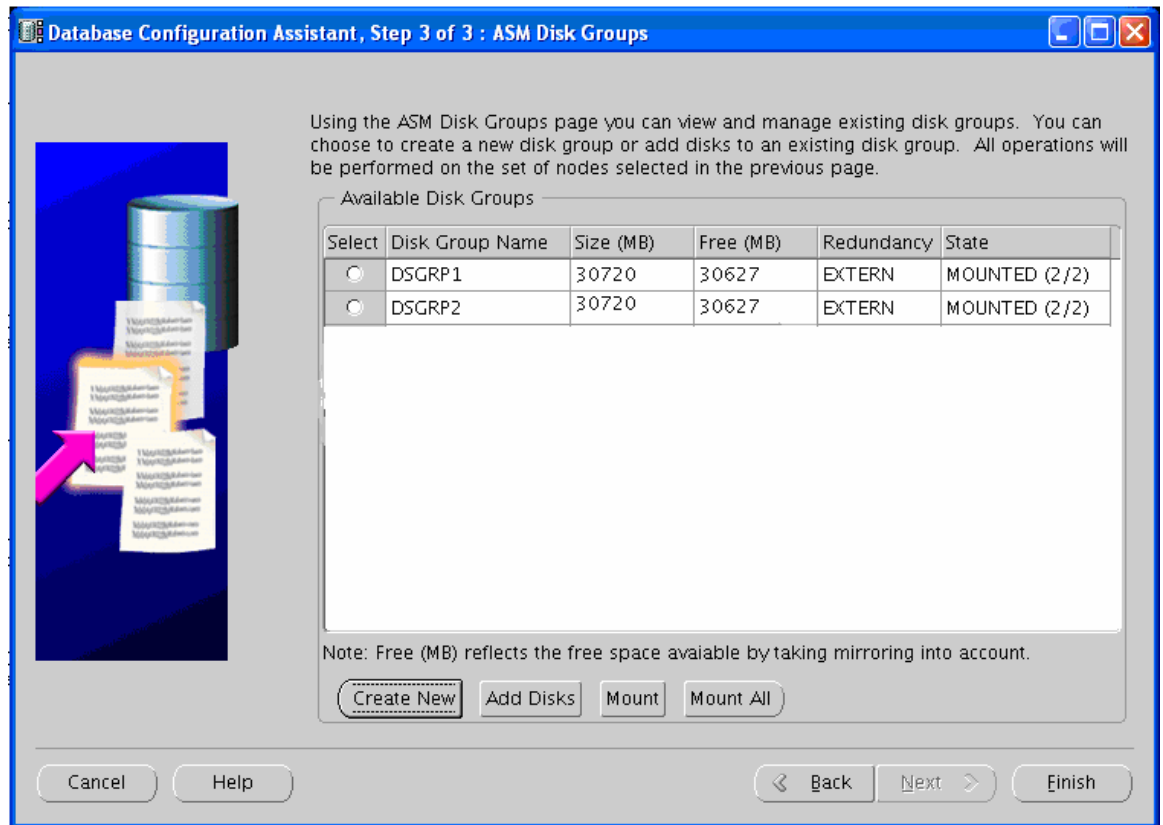 Database Configuration Assistant, Step 3 of 3 : ASM Disk Groups
Using the ASM Disk Groups page you can view and manage existing disk groups. You can
choose to create a new disk group or add disks to an existing disk group. All operations will
be performed on the set of nodes selected in the previous page.
Available Disk Groups
Select Disk Group Name Size (MB) Free (MB) Redundancy State
DSGRP1 30720 30627 EXTERN MOUNTED (2/2)
DSGRP2 30720 30627 EXTERN MOUNTED (2/2)
Note: Free (MB) reflects the free space avaiable by taking mirroring into account.
Create New Add Disks Mount Mount All
Cancel Help Back Next Finish